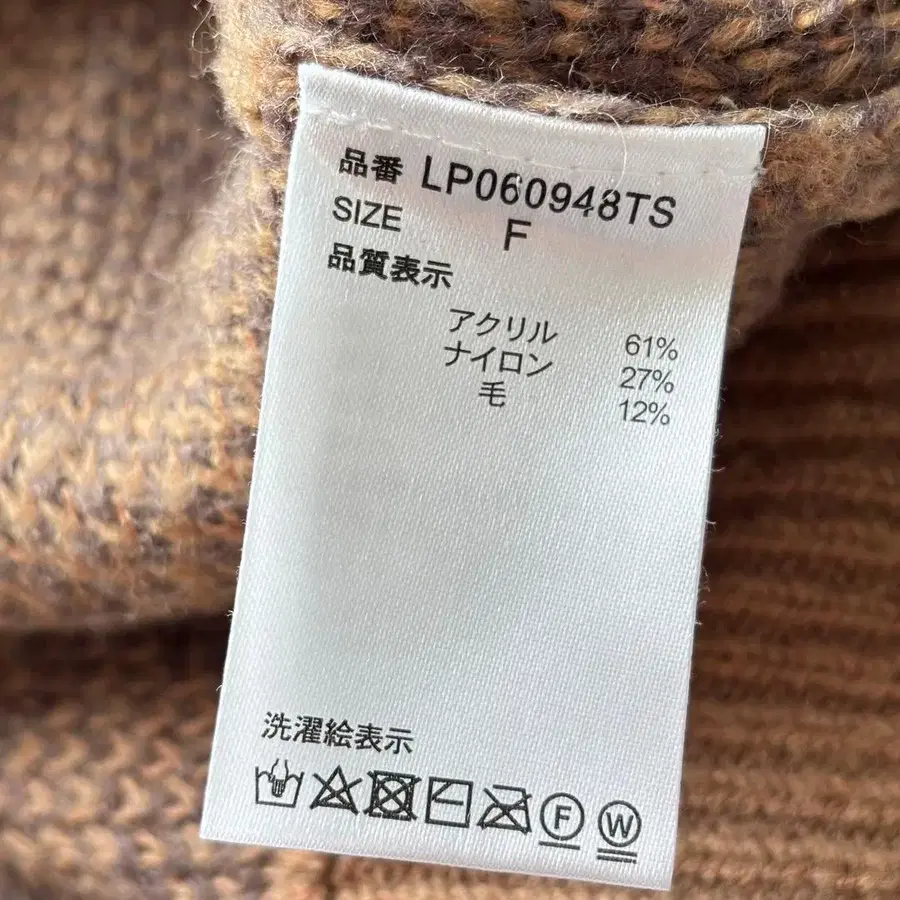 品番 LP060948TS
SIZE F
品質表示
アクリル 61%
ナイロン 27%
毛 12%
洗濯絵表示
F W